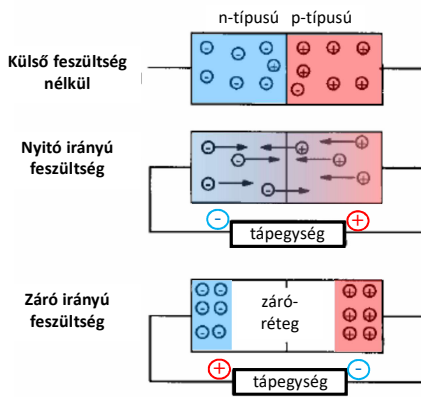 n-típusú p-típusú
Külső feszültség
nélkül
Nyitó irányú
feszültség
- +
tápegység
Záró irányú
feszültség
záró-
réteg
+ -
tápegység